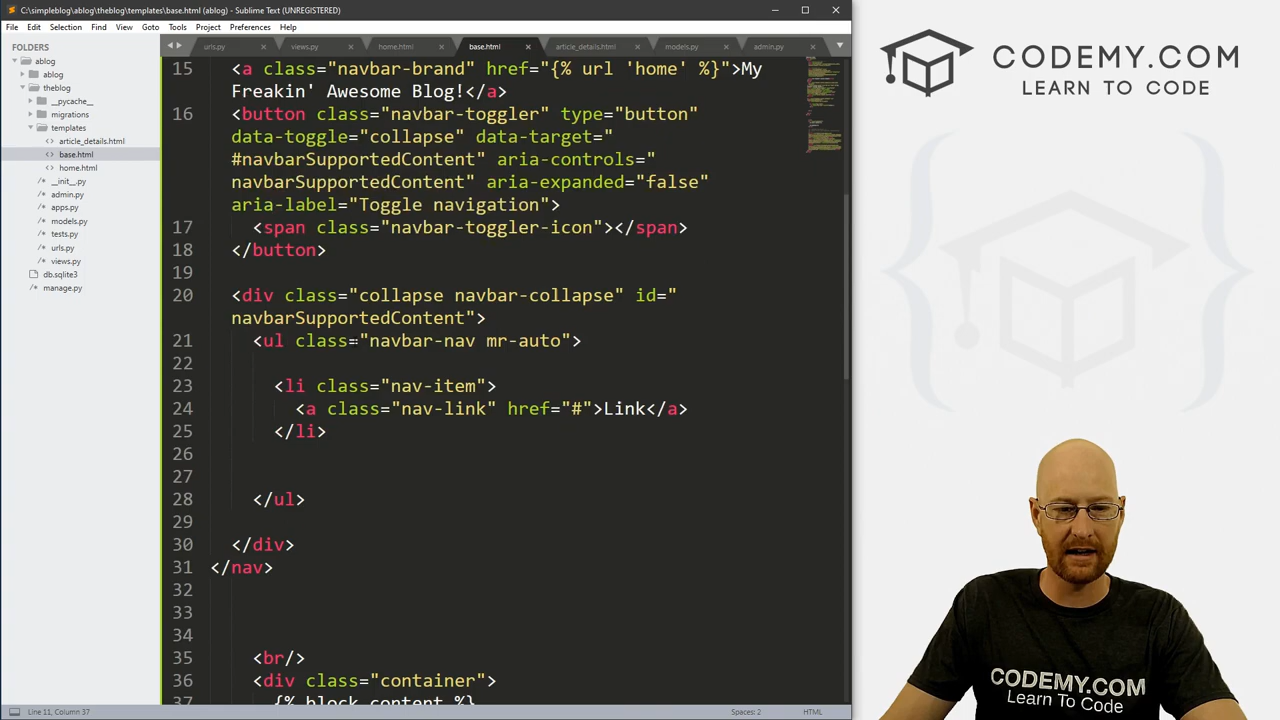 C:\simpleblog\ablog\theblog\templates\base.html (ablog) - Sublime Text (UNREGISTERED)
File Edit Selection Find View Goto Tools Project Preferences Help
FOLDERS
ablog
ablog
theblog
__pycache__
migrations
templates
article_details.html
base.html
home.html
__init__.py
admin.py
apps.py
models.py
tests.py
urls.py
views.py
db.sqlite3
manage.py
urls.py views.py home.html base.html article_details.html models.py admin.py
15 <a class="navbar-brand" href="{% url 'home' %}">My
Freakin' Awesome Blog!</a>
16 <button class="navbar-toggler" type="button"
data-toggle="collapse" data-target="
#navbarSupportedContent" aria-controls="
navbarSupportedContent" aria-expanded="false"
aria-label="Toggle navigation">
17 <span class="navbar-toggler-icon"></span>
18 </button>
19
20 <div class="collapse navbar-collapse" id="
navbarSupportedContent">
21 <ul class="navbar-nav mr-auto">
22
23 <li class="nav-item">
24 <a class="nav-link" href="#">Link</a>
25 </li>
26
27
28 </ul>
29
30 </div>
31 </nav>
32
33
34
35 <br/>
36 <div class="container">
37 {% block content %}
Line 11, Column 37
Spaces: 2
HTML
CODEMY.COM
LEARN TO CODE
CODEMY.COM
Learn To Code